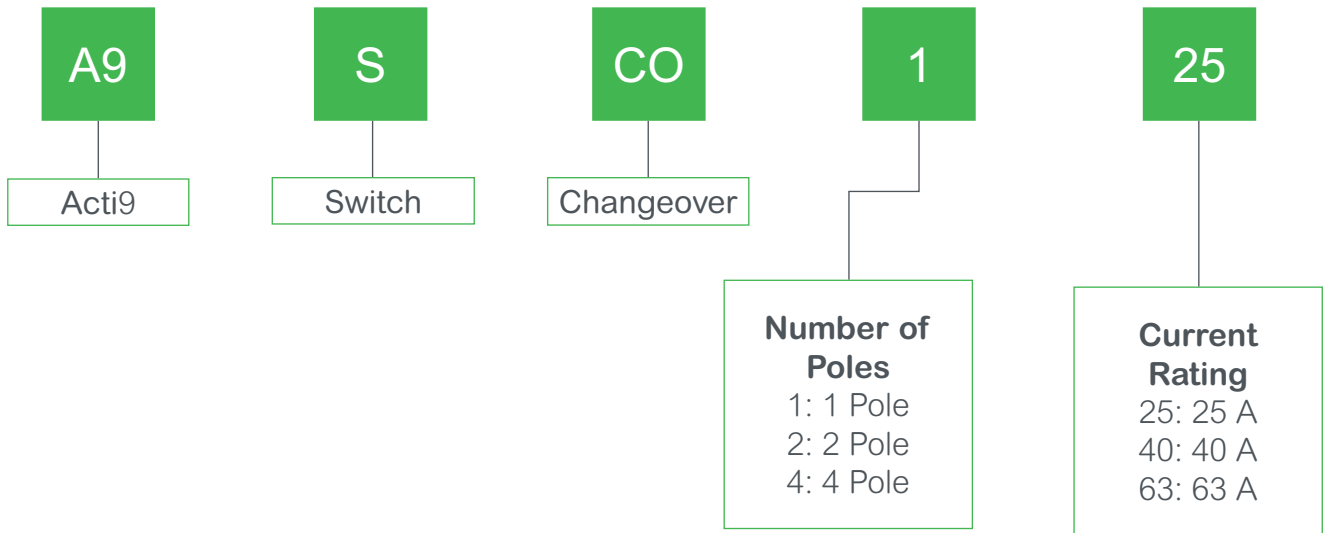 A9
S
CO
1
25
Acti9
Switch
Changeover
Number of
Poles
1: 1 Pole
2: 2 Pole
4: 4 Pole
Current
Rating
25: 25 A
40: 40 A
63: 63 A